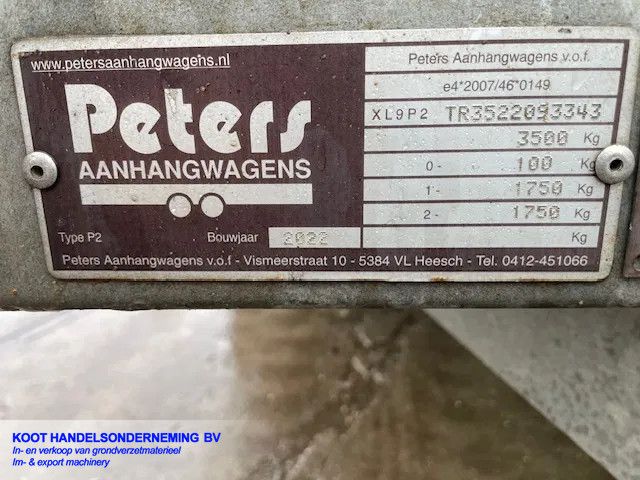 www.petersaanhangwagens.nl
Peters
AANHANGWAGENS
Type P2 Bouwjaar 2022
Peters Aanhangwagens v.o.f.
e4*2007/46*0149
XL9P2 TR3522093343
3500 Kg
0- 100 Kg
1- 1750 Kg
2- 1750 Kg
Kg
Peters Aanhangwagens v.o.f - Vismeerstraat 10 - 5384 VL Heesch - Tel. 0412-451066
KOOT HANDELSONDERNEMING BV
In- en verkoop van grondverzetmaterieel
Im- & export machinery